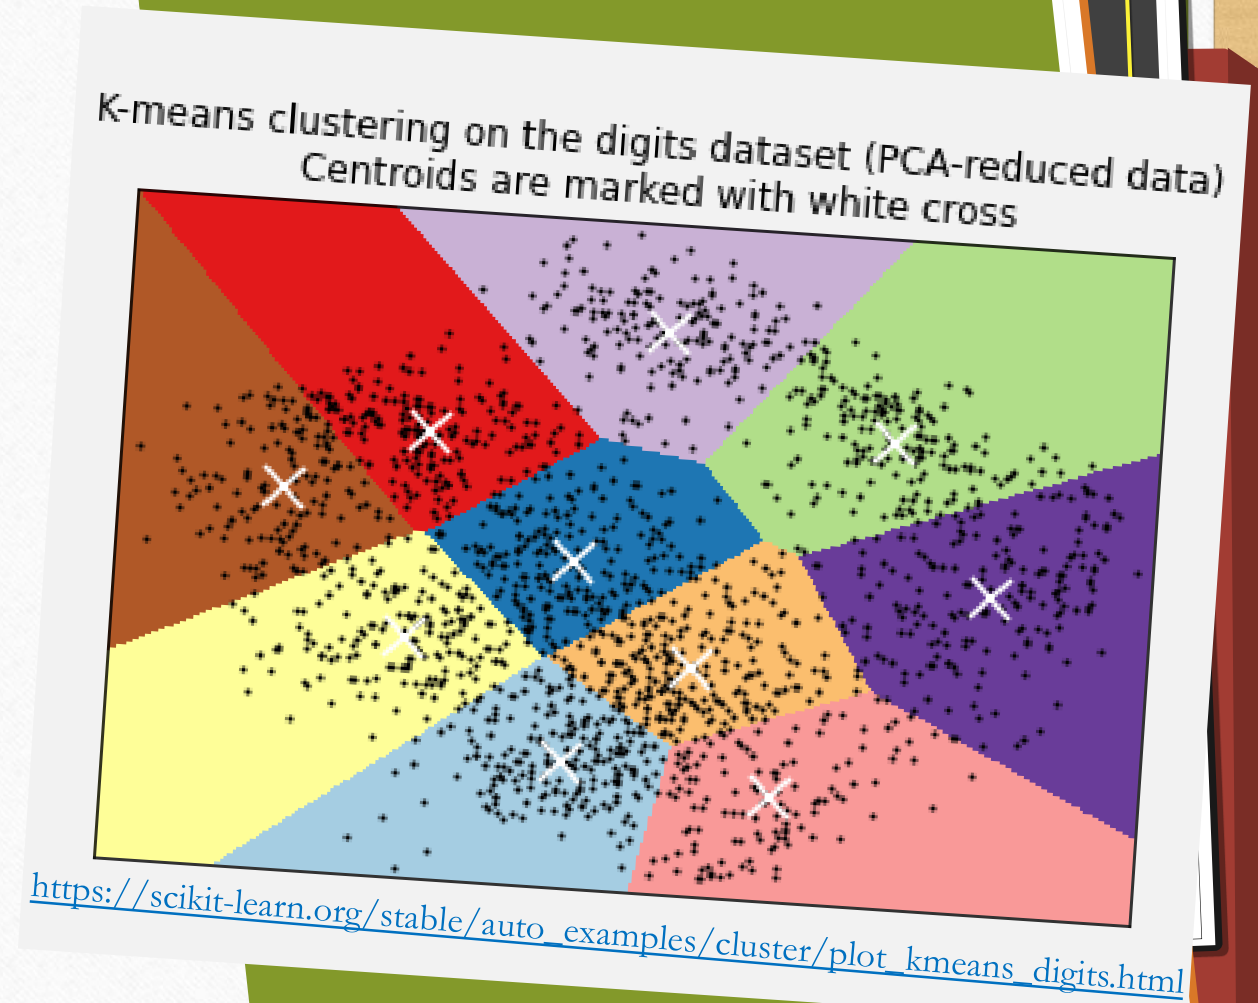 K-means clustering on the digits dataset (PCA-reduced data)
Centroids are marked with white cross
https://scikit-learn.org/stable/auto_examples/cluster/plot_kmeans_digits.html